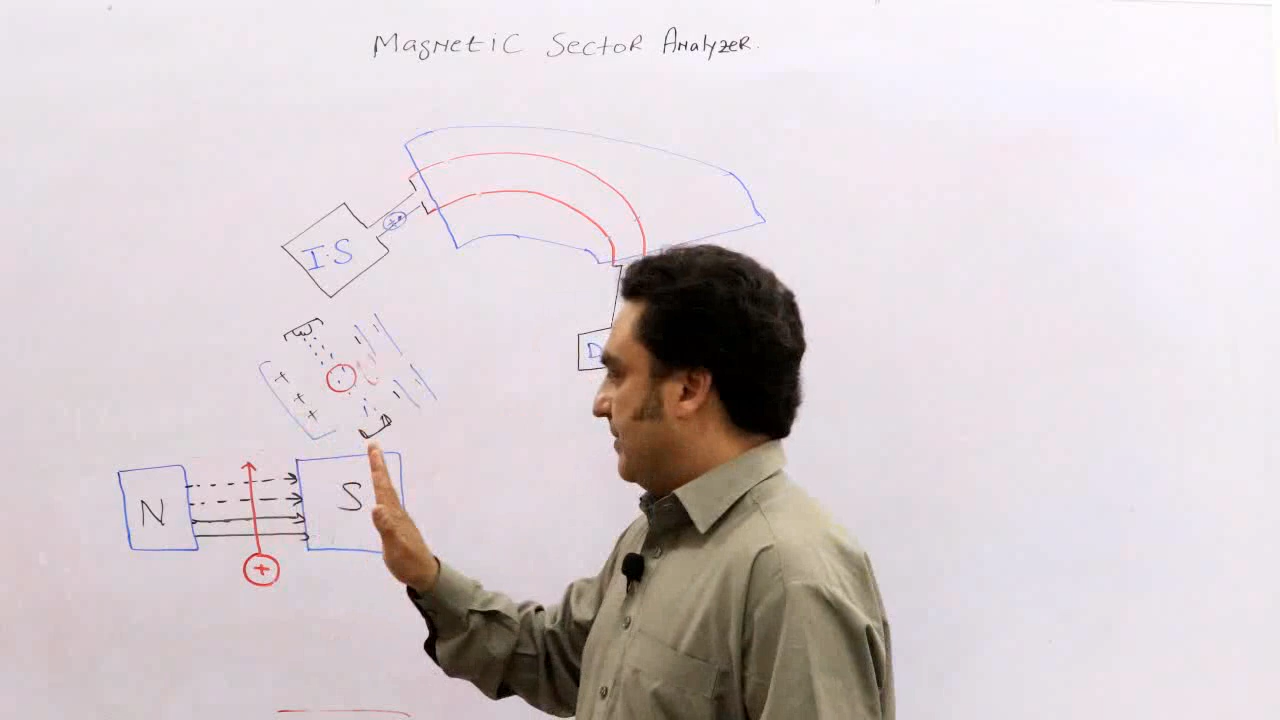 Magnetic Sector Analyzer.
I.S
D
+ + +
N S
+